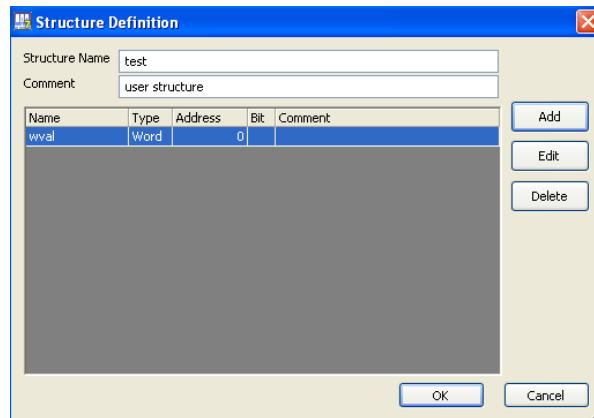 Structure Definition
Structure Name test
Comment user structure
Name Type Address Bit Comment
wval Word 0
Add
Edit
Delete
OK Cancel